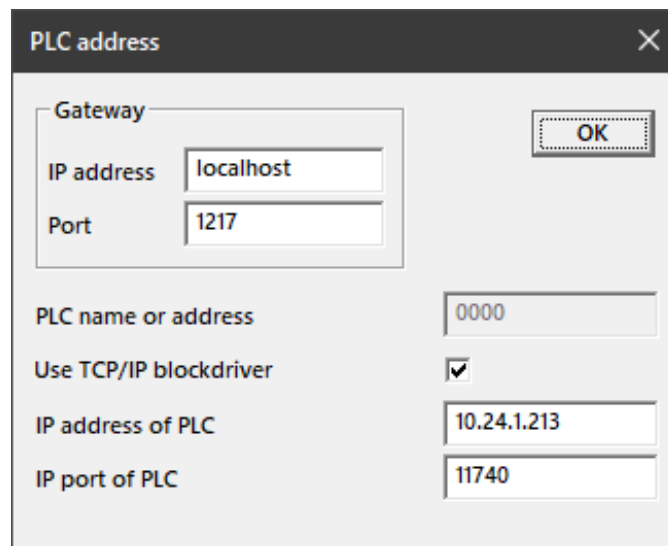 PLC address
Gateway
OK
IP address localhost
Port 1217
PLC name or address 0000
Use TCP/IP blockdriver
IP address of PLC 10.24.1.213
IP port of PLC 11740